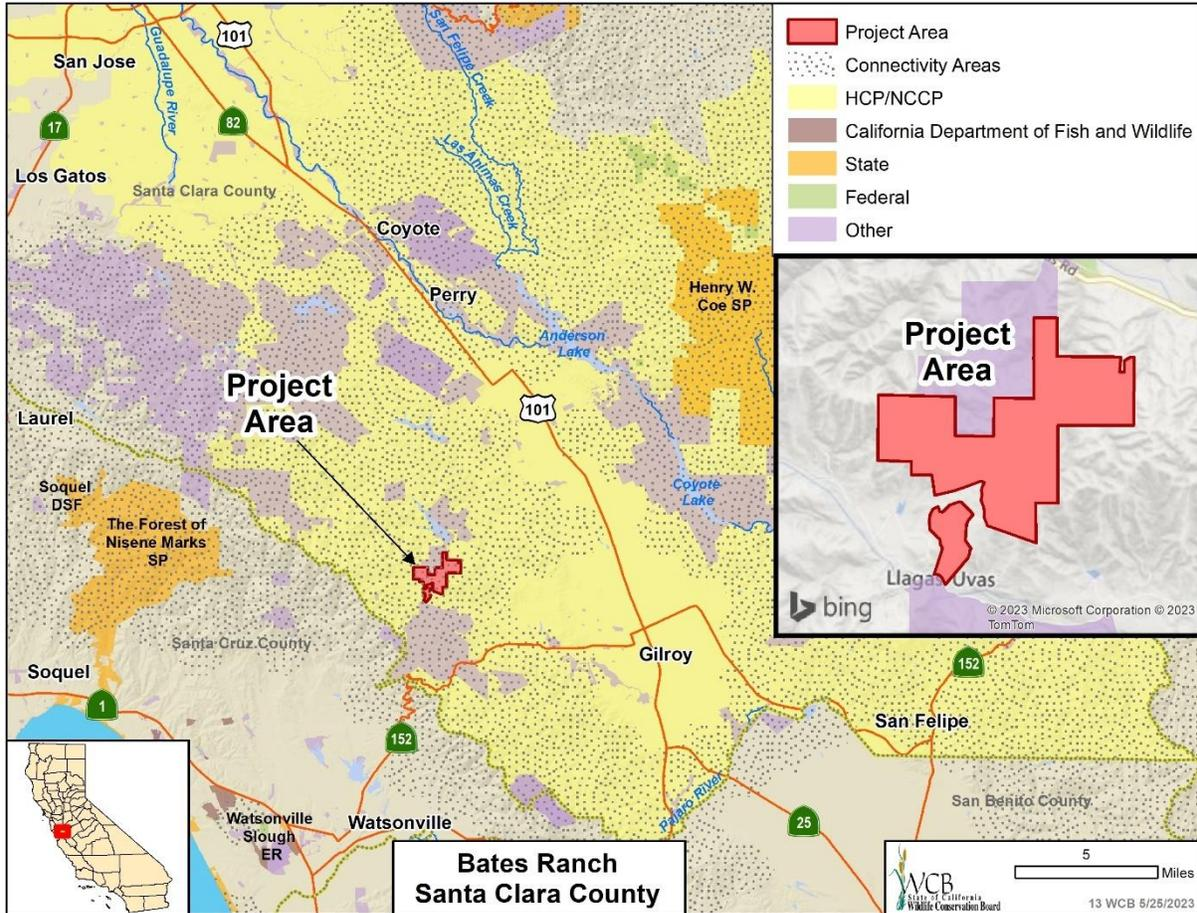 101
San Jose
Guadalupe River
San Felipe Creek
82
17
Las Animas Creek
Los Gatos
Santa Clara County
Coyote
Perry
Henry W.
Coe SP
Anderson
Lake
Project
Area
101
Laurel
Coyote
Lake
Soquel
DSF
The Forest of
Nisene Marks
SP
Santa Cruz County
Gilroy
152
Soquel
1
San Felipe
152
Pajaro River
San Benito County
25
Watsonville
Slough
ER
Watsonville
Project Area
Connectivity Areas
HCP/NCCP
California Department of Fish and Wildlife
State
Federal
Other
s Rd
Project
Area
Llagas Uvas
bing
© 2023 Microsoft Corporation © 2023
TomTom
Bates Ranch
Santa Clara County
WCB
State of California
Wildlife Conservation Board
5
Miles
13 WCB 5/25/2023